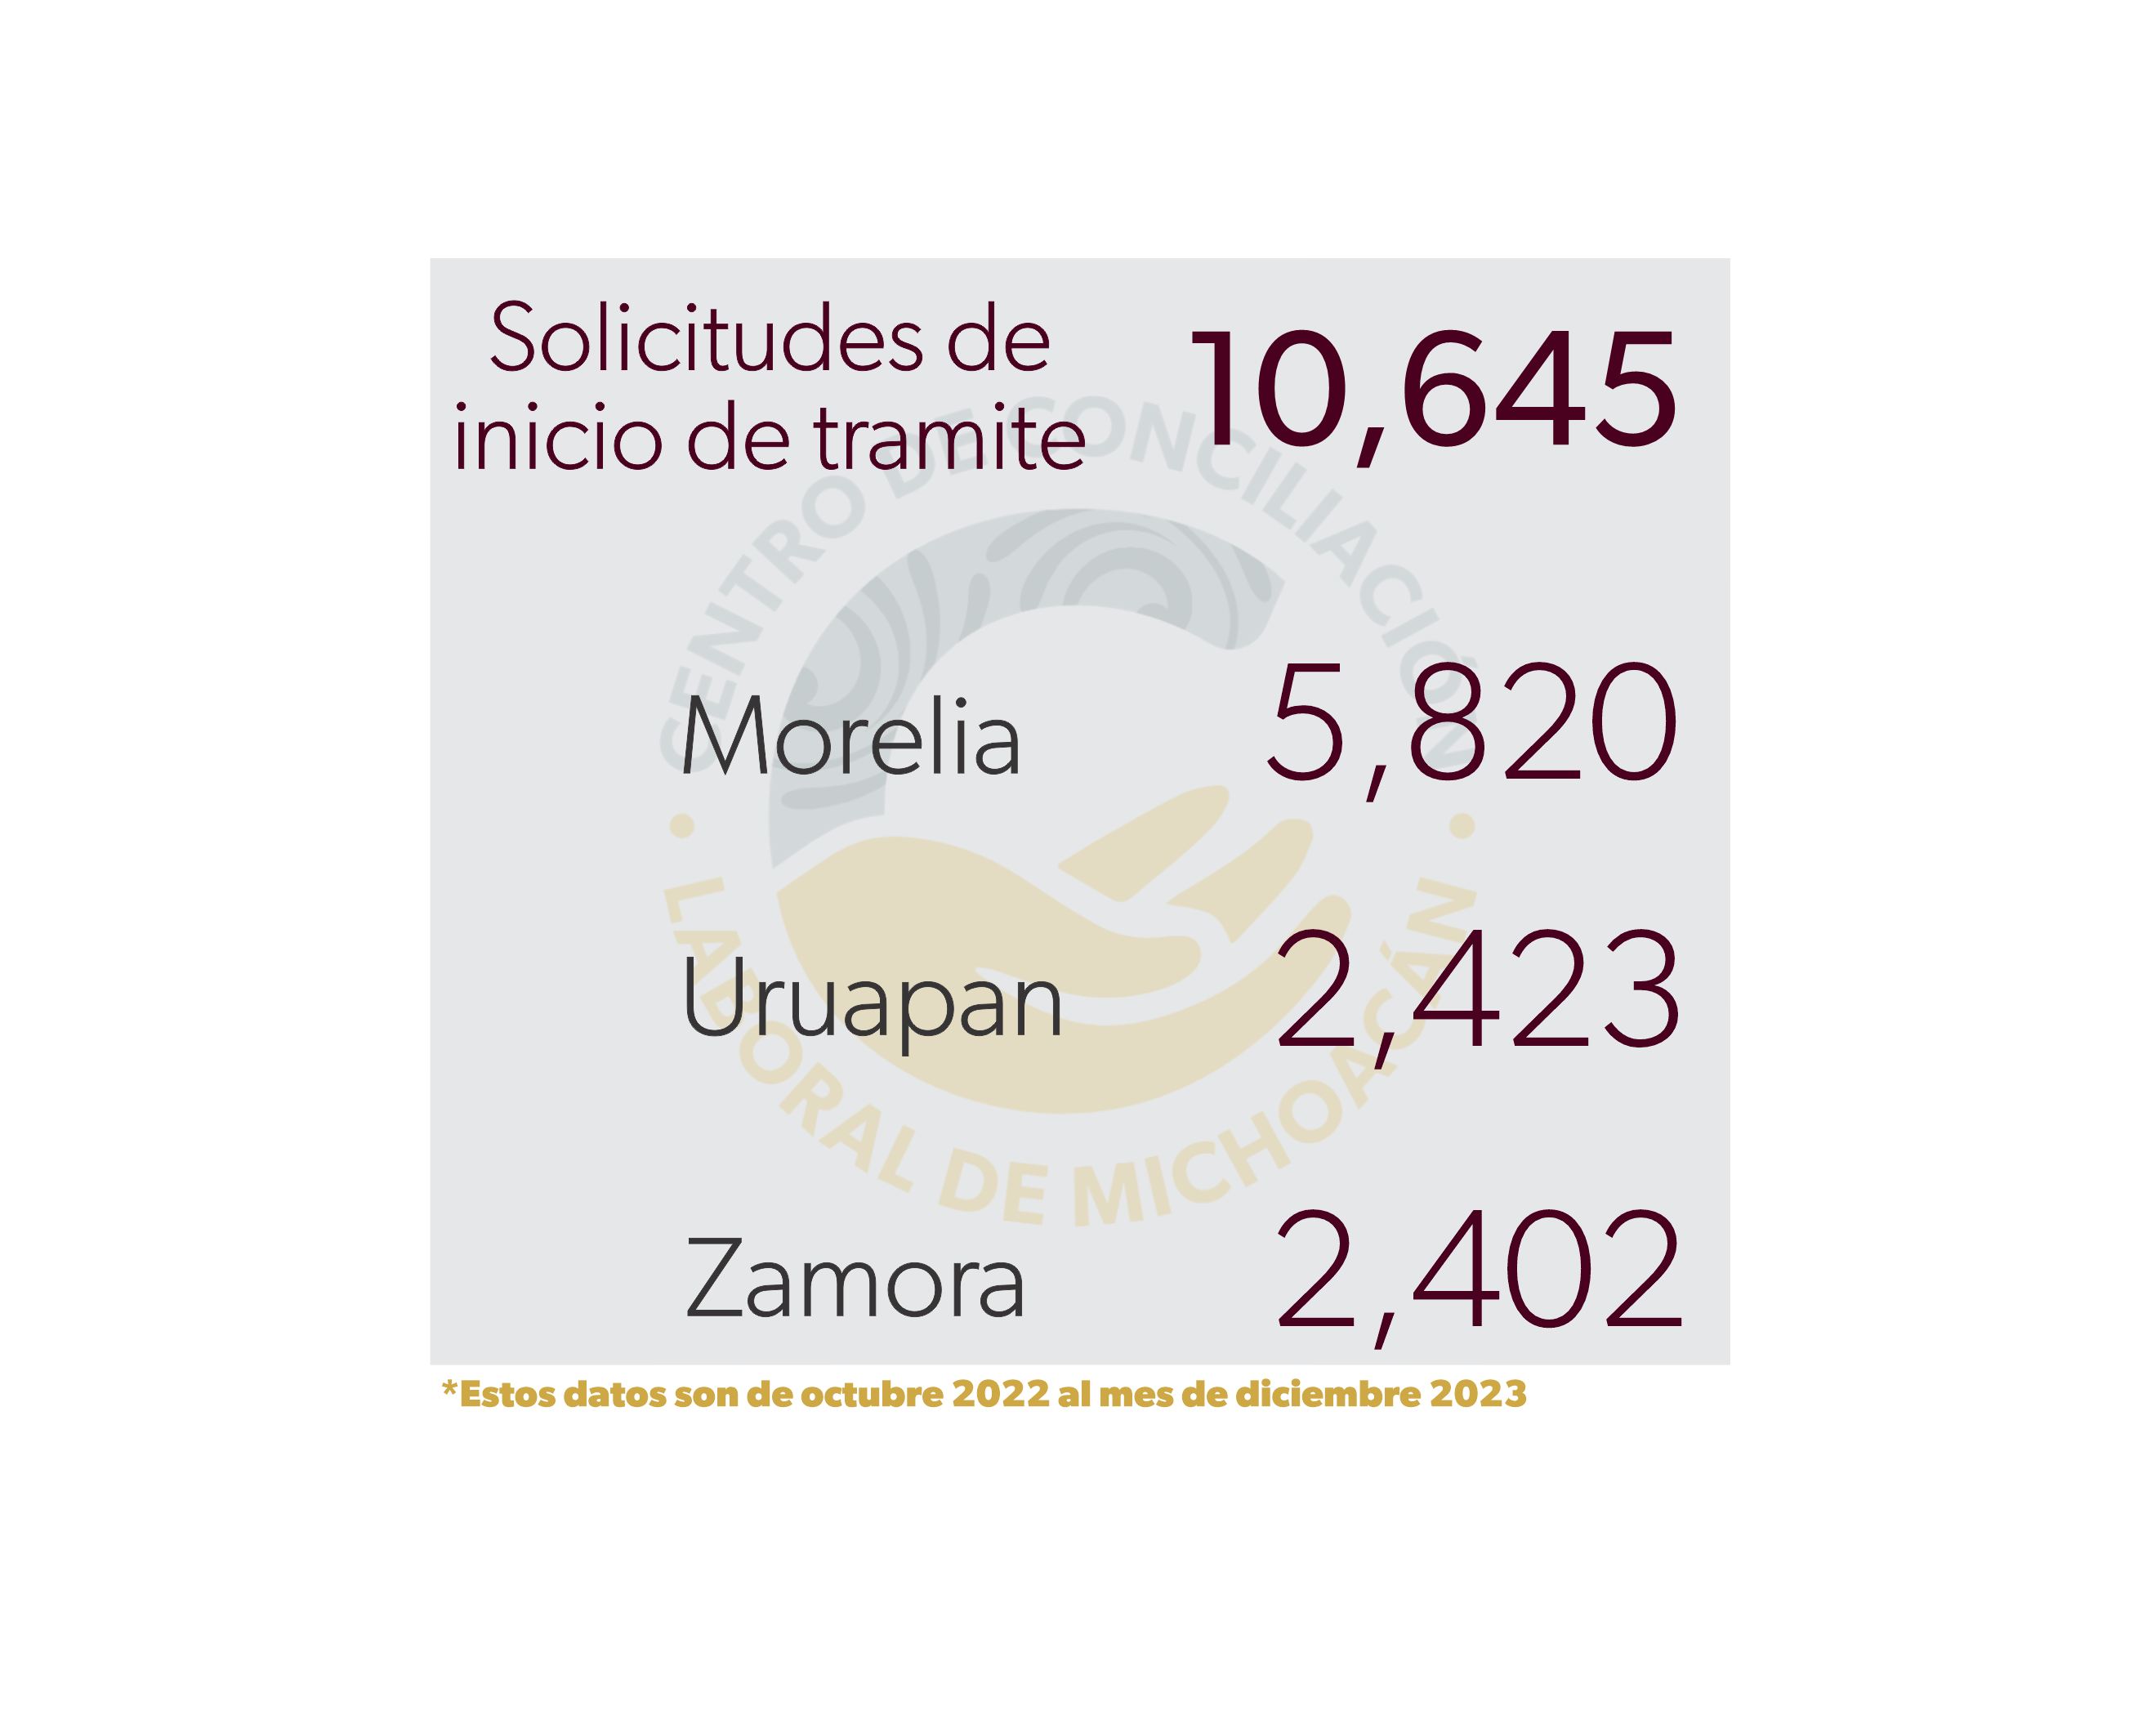 Solicitudes de
inicio de tramite
10,645
CENTRO DE CONCILIACIÓN
Morelia 5,820
Uruapan 2,423
LABORAL DE MICHOACÁN
Zamora 2,402
*Estos datos son de octubre 2022 al mes de diciembre 2023